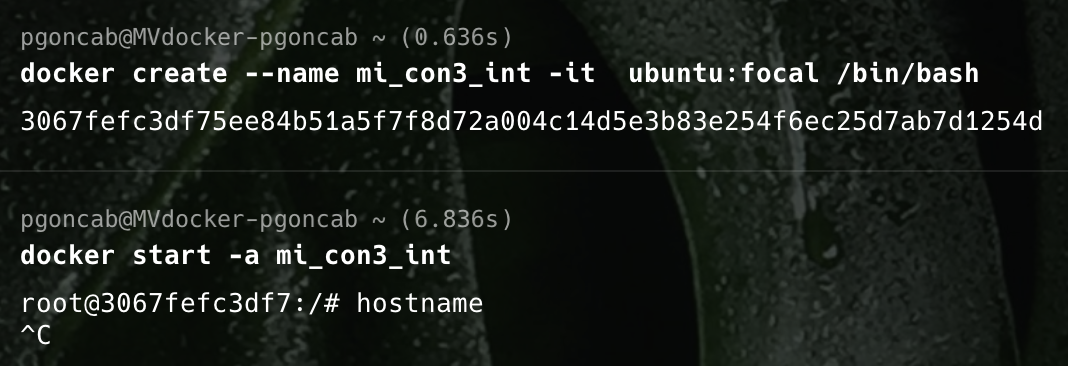 pgoncab@MVdocker-pgoncab ~ (0.636s)
docker create --name mi_con3_int -it  ubuntu:focal /bin/bash
3067fefc3df75ee84b51a5f7f8d72a004c14d5e3b83e254f6ec25d7ab7d1254d
pgoncab@MVdocker-pgoncab ~ (6.836s)
docker start -a mi_con3_int
root@3067fefc3df7:/# hostname
^C